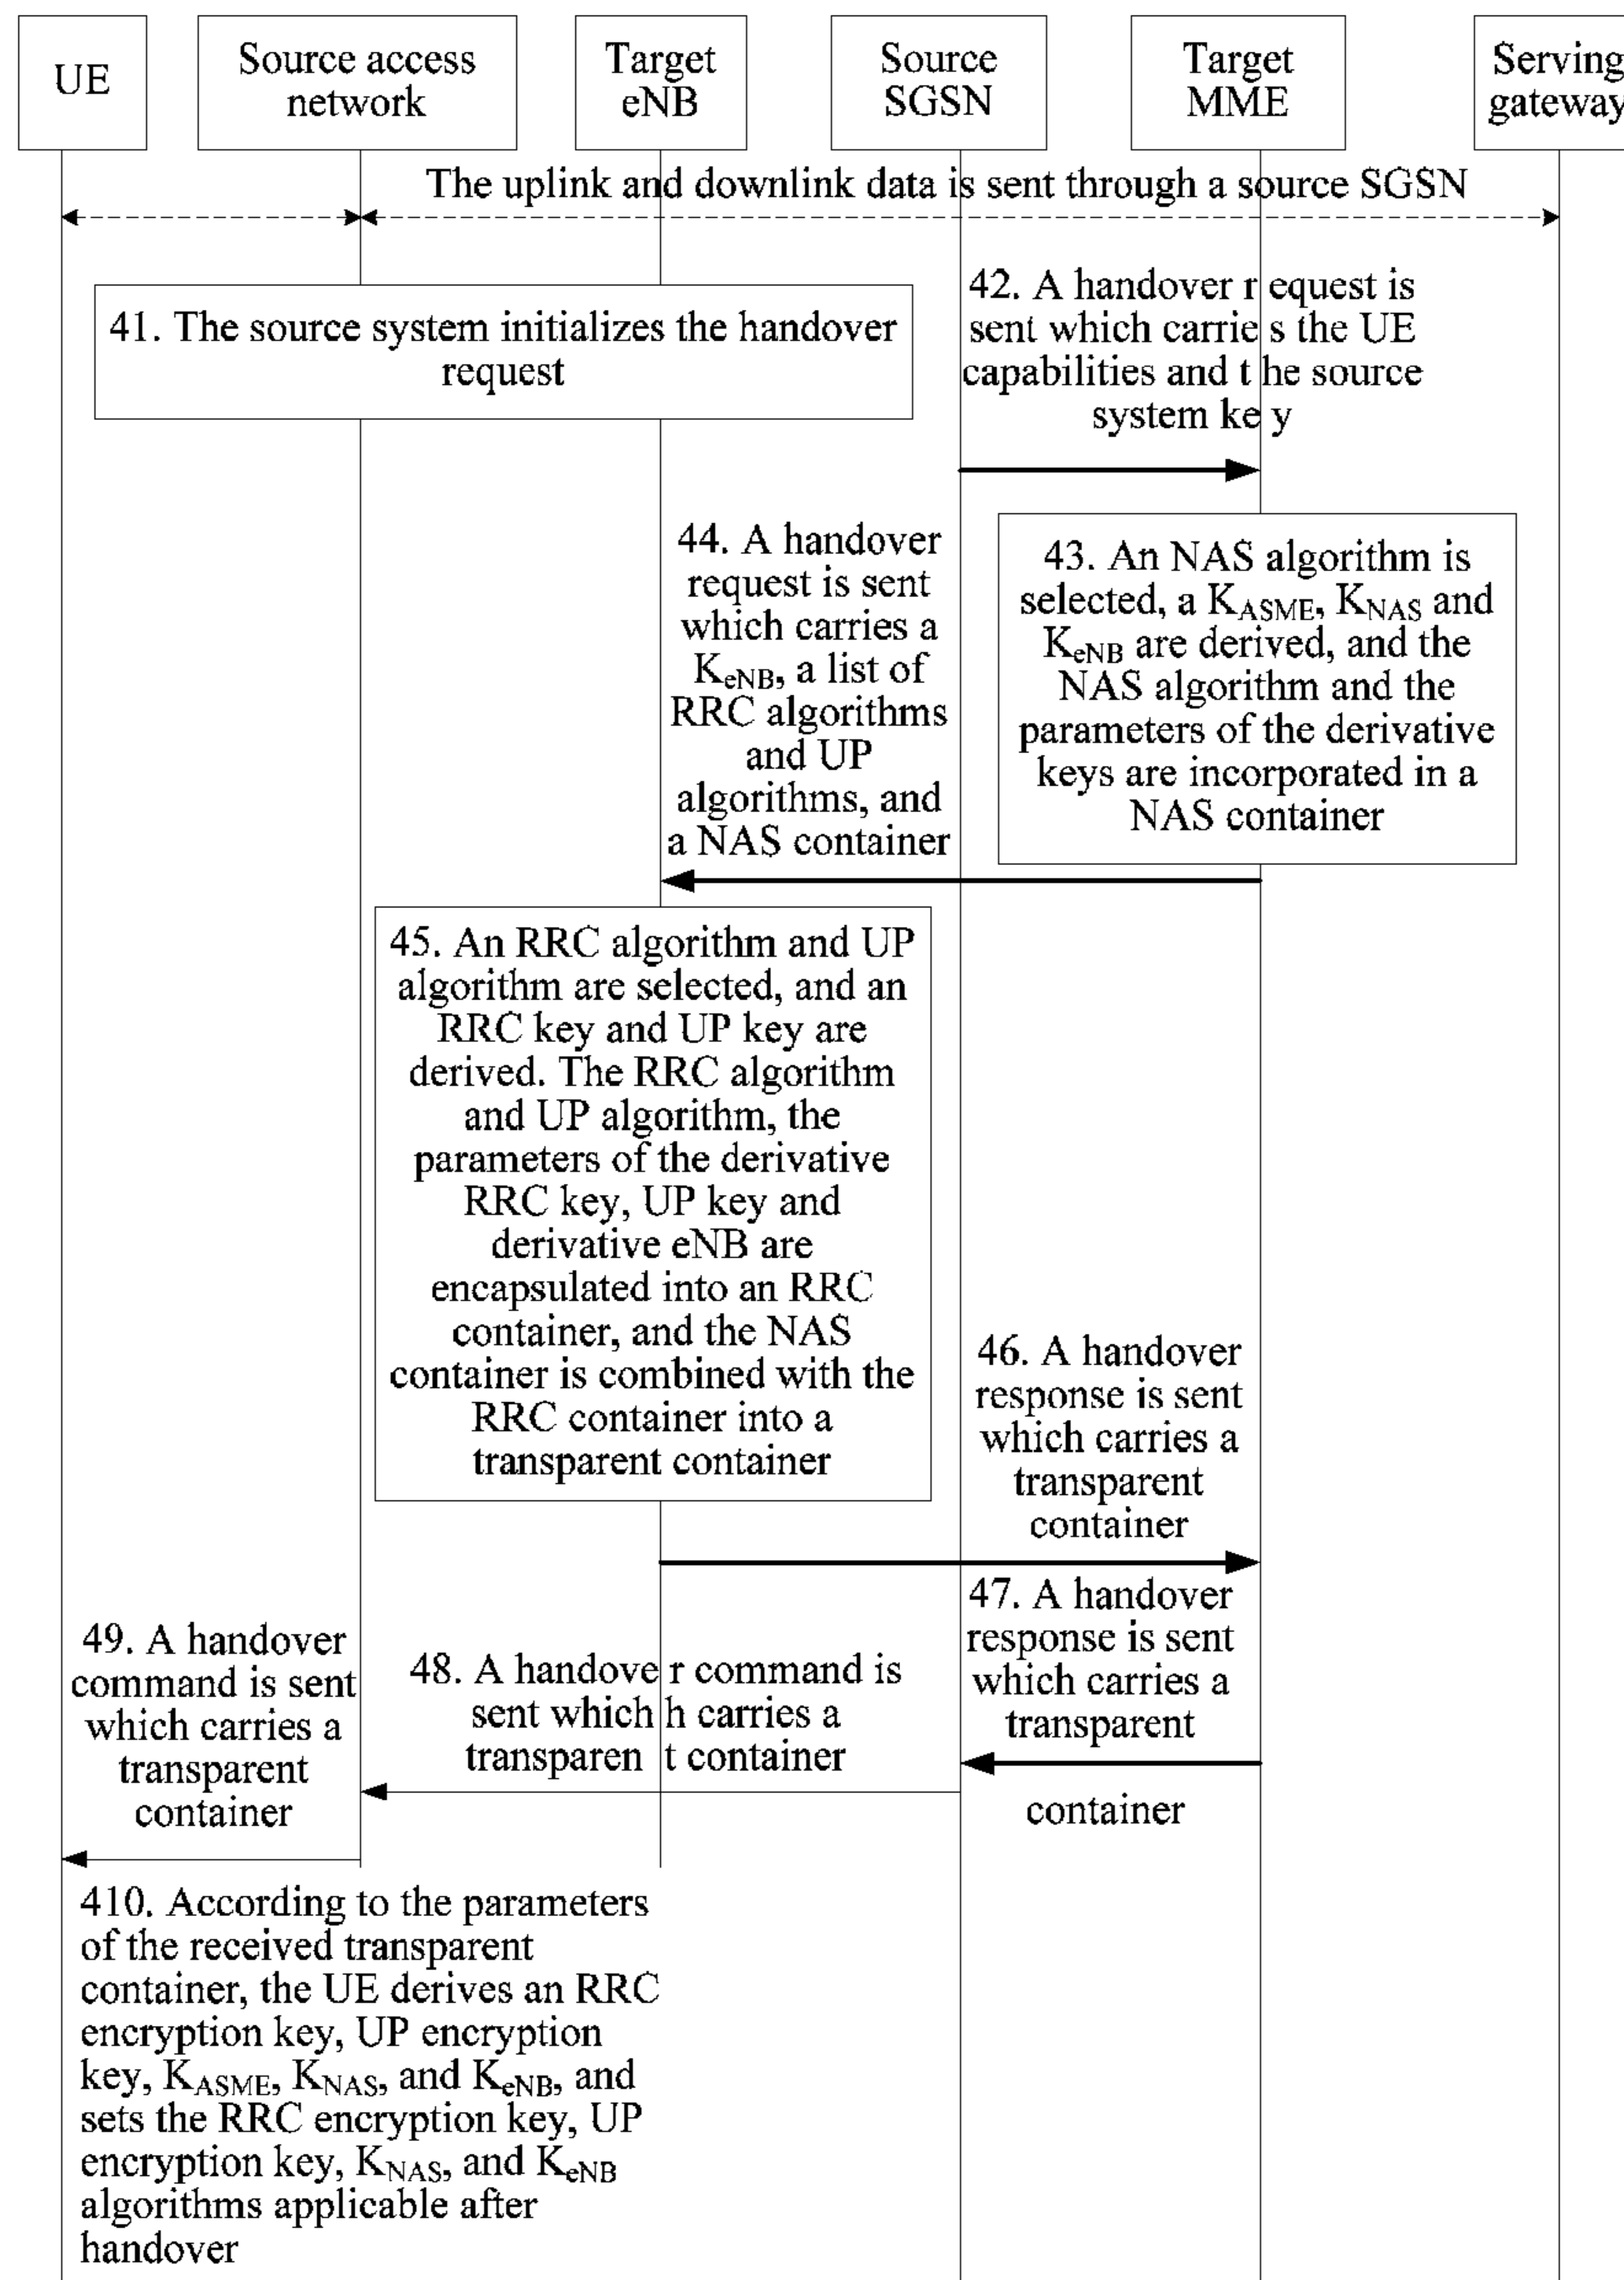 UE
Source access
network
Target
eNB
Source
SGSN
Target
MME
Serving
gateway
The uplink and downlink data is sent through a source SGSN
41. The source system initializes the handover
request
42. A handover r equest is
sent which carrie s the UE
capabilities and t he source
system ke y
43. An NAS algorithm is
selected, a KASME, KNAS and
KeNB are derived, and the
NAS algorithm and the
parameters of the derivative
keys are incorporated in a
NAS container
44. A handover
request is sent
which carries a
KeNB, a list of
RRC algorithms
and UP
algorithms, and
a NAS container
45. An RRC algorithm and UP
algorithm are selected, and an
RRC key and UP key are
derived. The RRC algorithm
and UP algorithm, the
parameters of the derivative
RRC key, UP key and
derivative eNB are
encapsulated into an RRC
container, and the NAS
container is combined with the
RRC container into a
transparent container
46. A handover
response is sent
which carries a
transparent
container
47. A handover
response is sent
which carries a
transparent
container
48. A handove r command is
sent which h carries a
transparen t container
49. A handover
command is sent
which carries a
transparent
container
410. According to the parameters
of the received transparent
container, the UE derives an RRC
encryption key, UP encryption
key, KASME, KNAS, and KeNB, and
sets the RRC encryption key, UP
encryption key, KNAS, and KeNB
algorithms applicable after
handover